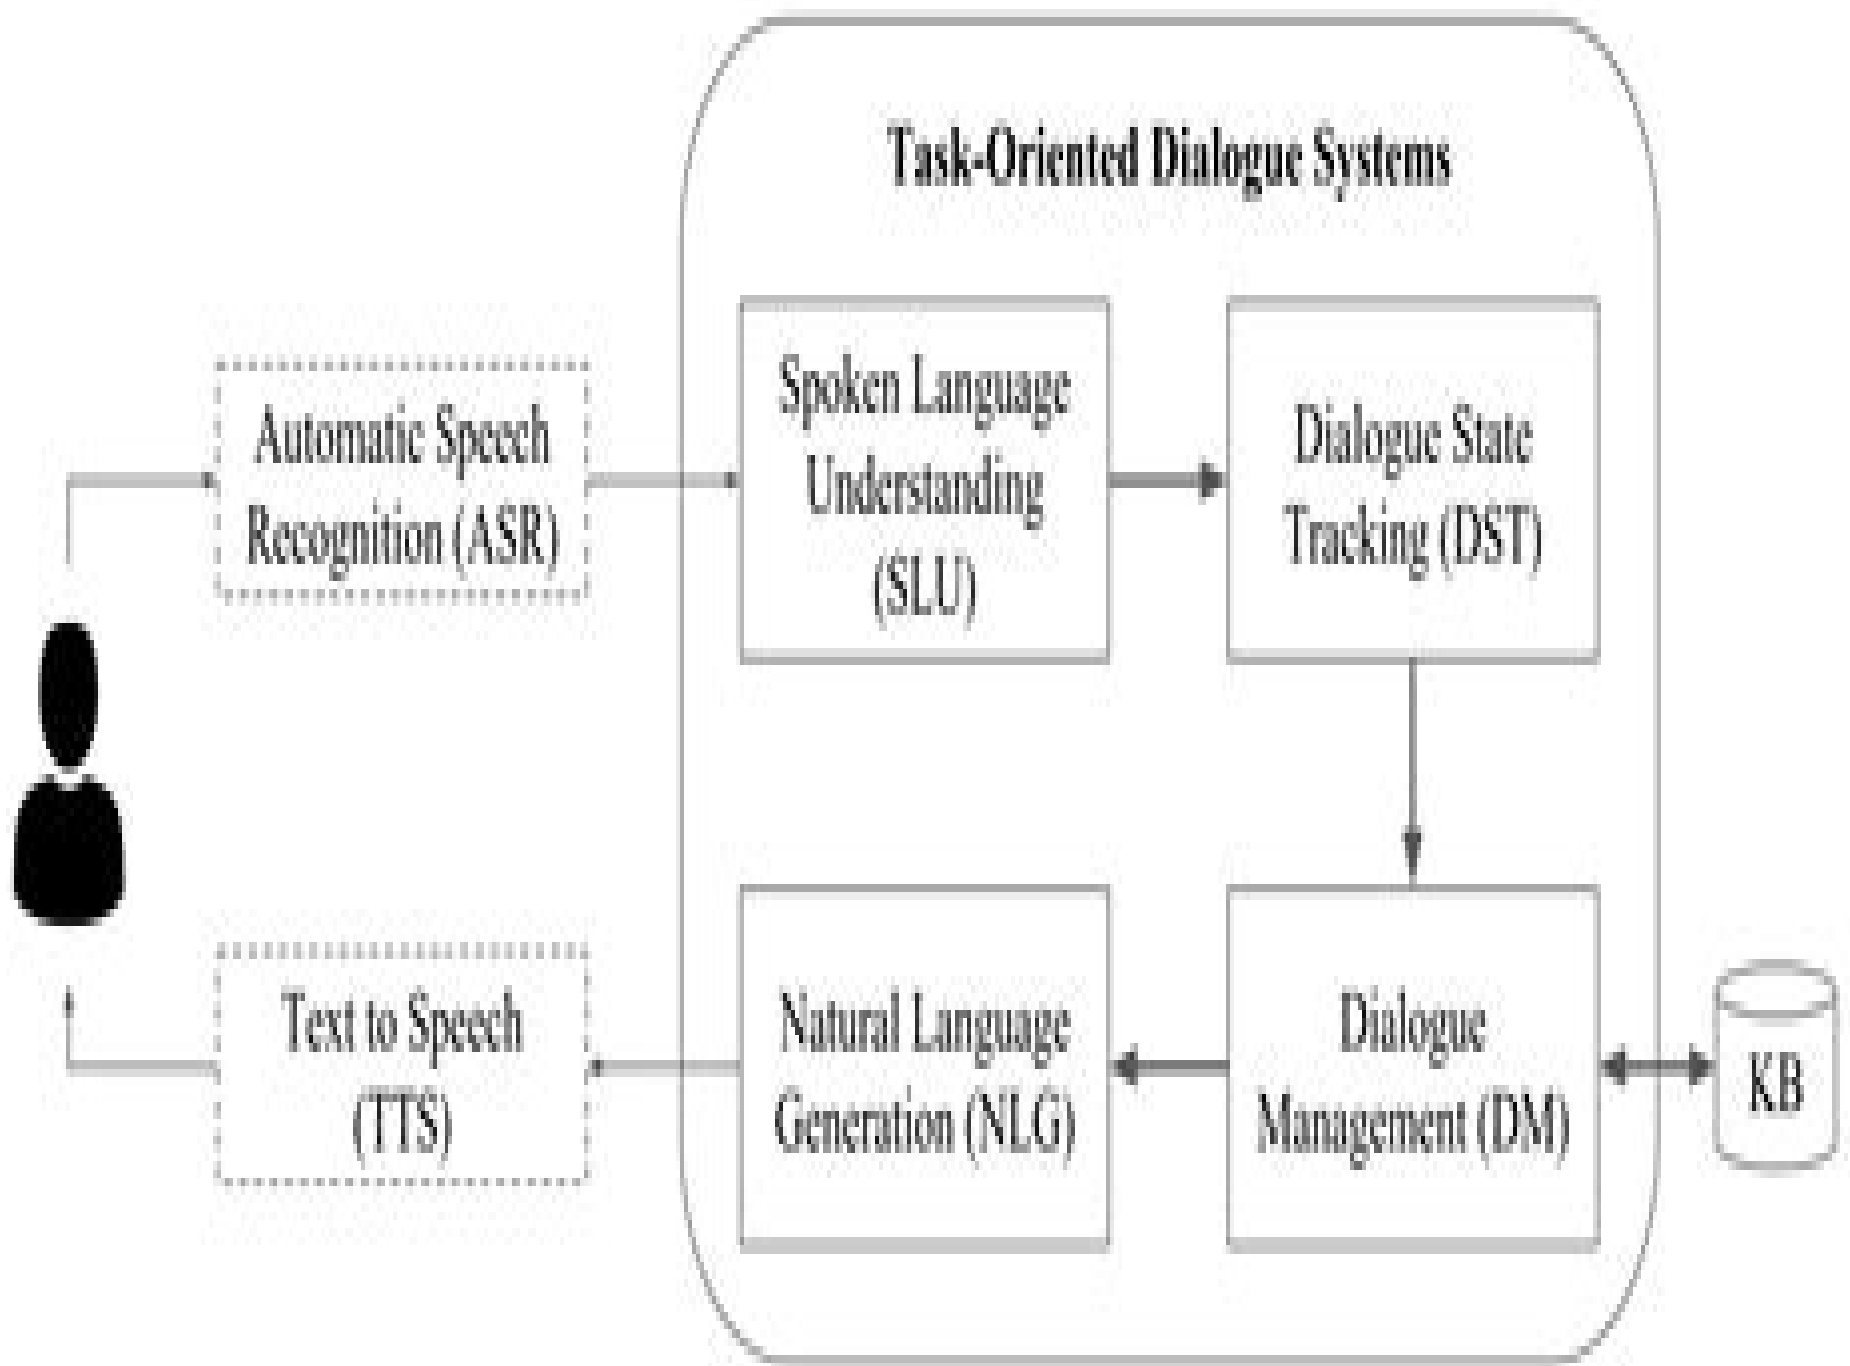 Task-Oriented Dialogue Systems
Automatic Speech
Recognition (ASR)
Spoken Language
Understanding
(SLU)
Dialogue State
Tracking (DST)
Text to Speech
(TTS)
Natural Language
Generation (NLG)
Dialogue
Management (DM)
KB